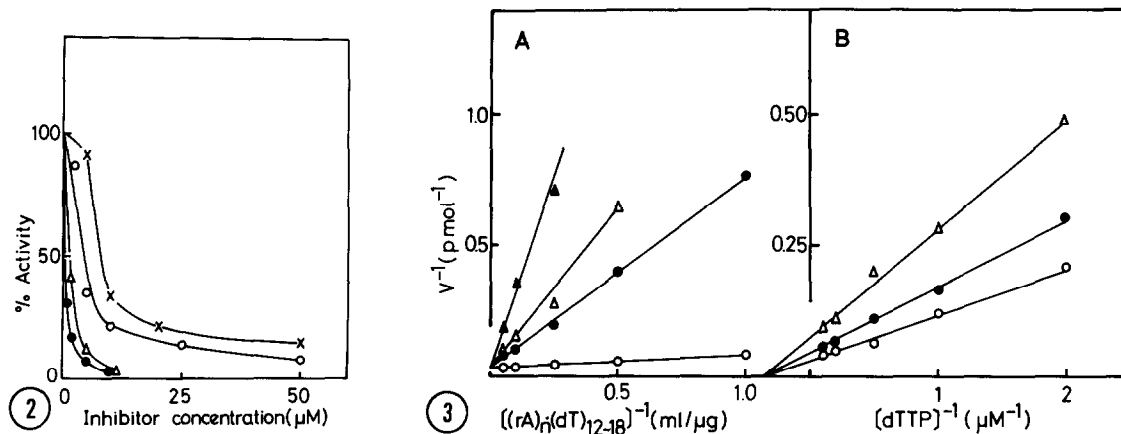 100
50
0
% Activity
0
25
50
Inhibitor concentration(μM)
2
A
1.0
0.5
V⁻¹(pmol⁻¹)
0.5
1.0
[(rA)n̄(dT)12-18]⁻¹(ml/μg)
3
B
0.50
0.25
1
2
[dTTP]⁻¹(μM⁻¹)